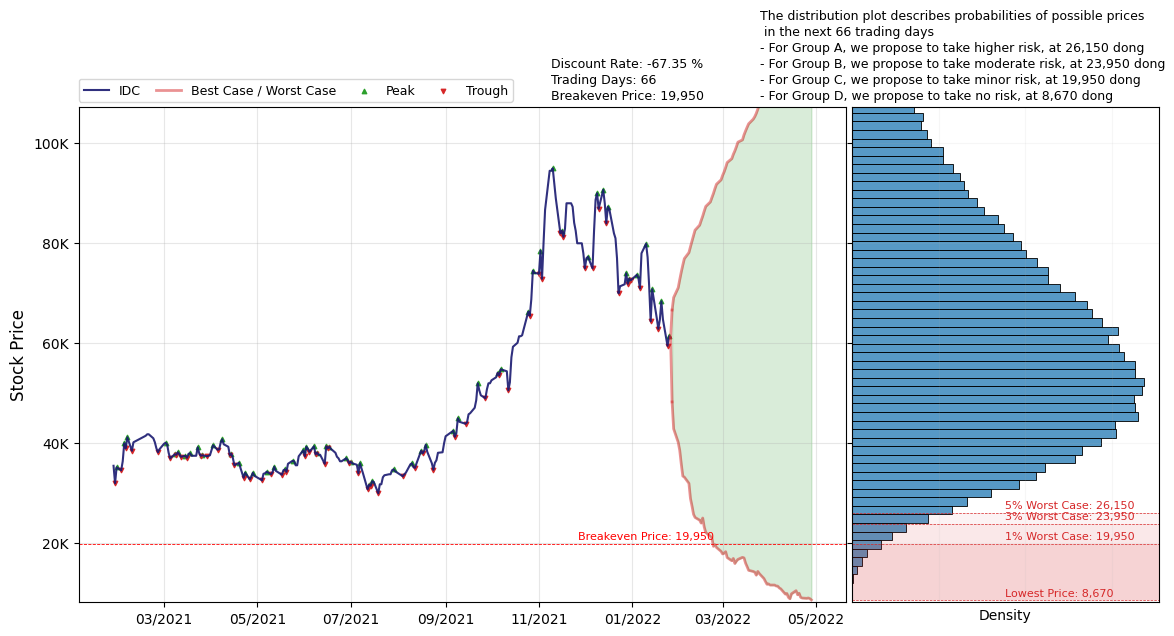 The distribution plot describes probabilities of possible prices
in the next 66 trading days
- For Group A, we propose to take higher risk, at 26,150 dong
- For Group B, we propose to take moderate risk, at 23,950 dong
- For Group C, we propose to take minor risk, at 19,950 dong
- For Group D, we propose to take no risk, at 8,670 dong
Discount Rate: -67.35 %
Trading Days: 66
Breakeven Price: 19,950
IDC
Best Case / Worst Case
Peak
Trough
Stock Price
100K
80K
60K
40K
20K
Breakeven Price: 19,950
03/2021
05/2021
07/2021
09/2021
11/2021
01/2022
03/2022
05/2022
5% Worst Case: 26,150
3% Worst Case: 23,950
1% Worst Case: 19,950
Lowest Price: 8,670
Density